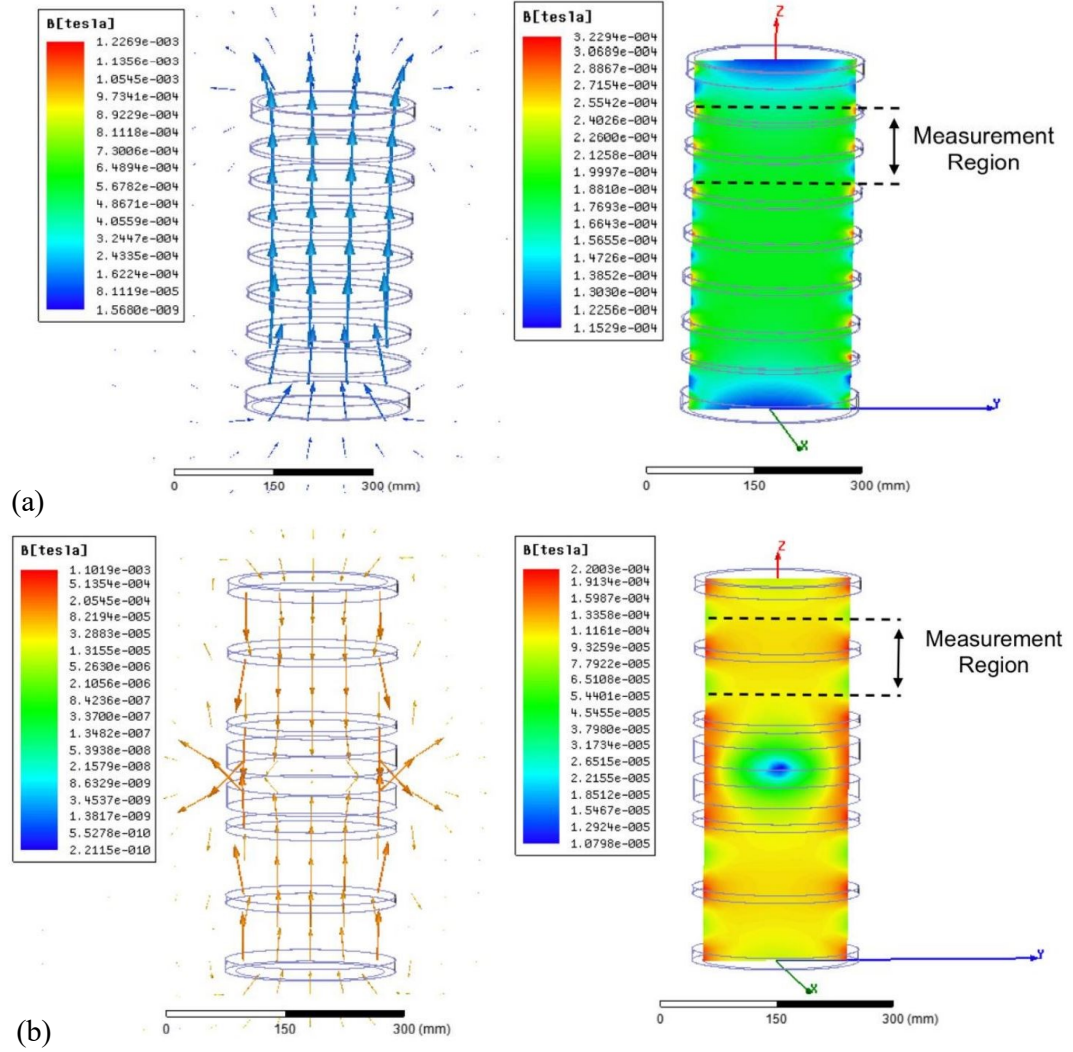 B[tesla]
1.2269e-003
1.1356e-003
1.0545e-003
9.7341e-004
8.9229e-004
8.1118e-004
7.3006e-004
6.4894e-004
5.6782e-004
4.8671e-004
4.0559e-004
3.2447e-004
2.4335e-004
1.6224e-004
8.1119e-005
1.5680e-009
0
150
300 (mm)
B[tesla]
3.2294e-004
3.0689e-004
2.8867e-004
2.7154e-004
2.5542e-004
2.4026e-004
2.2600e-004
2.1258e-004
1.9997e-004
1.8810e-004
1.7693e-004
1.6643e-004
1.5655e-004
1.4726e-004
1.3852e-004
1.3030e-004
1.2256e-004
1.1529e-004
Z
Measurement
Region
Y
X
0
150
300 (mm)
(a)
B[tesla]
1.1019e-003
5.1354e-004
2.0545e-004
8.2194e-005
3.2883e-005
1.3155e-005
5.2630e-006
2.1056e-006
8.4236e-007
3.3700e-007
1.3482e-007
5.3938e-008
2.1579e-008
8.6329e-009
3.4537e-009
1.3817e-009
5.5278e-010
2.2115e-010
0
150
300 (mm)
B[tesla]
2.2003e-004
1.9134e-004
1.5987e-004
1.3358e-004
1.1161e-004
9.3259e-005
7.7922e-005
6.5108e-005
5.4401e-005
4.5455e-005
3.7980e-005
3.1734e-005
2.6515e-005
2.2155e-005
1.8512e-005
1.5467e-005
1.2924e-005
1.0798e-005
Z
Measurement
Region
Y
X
0
150
300 (mm)
(b)